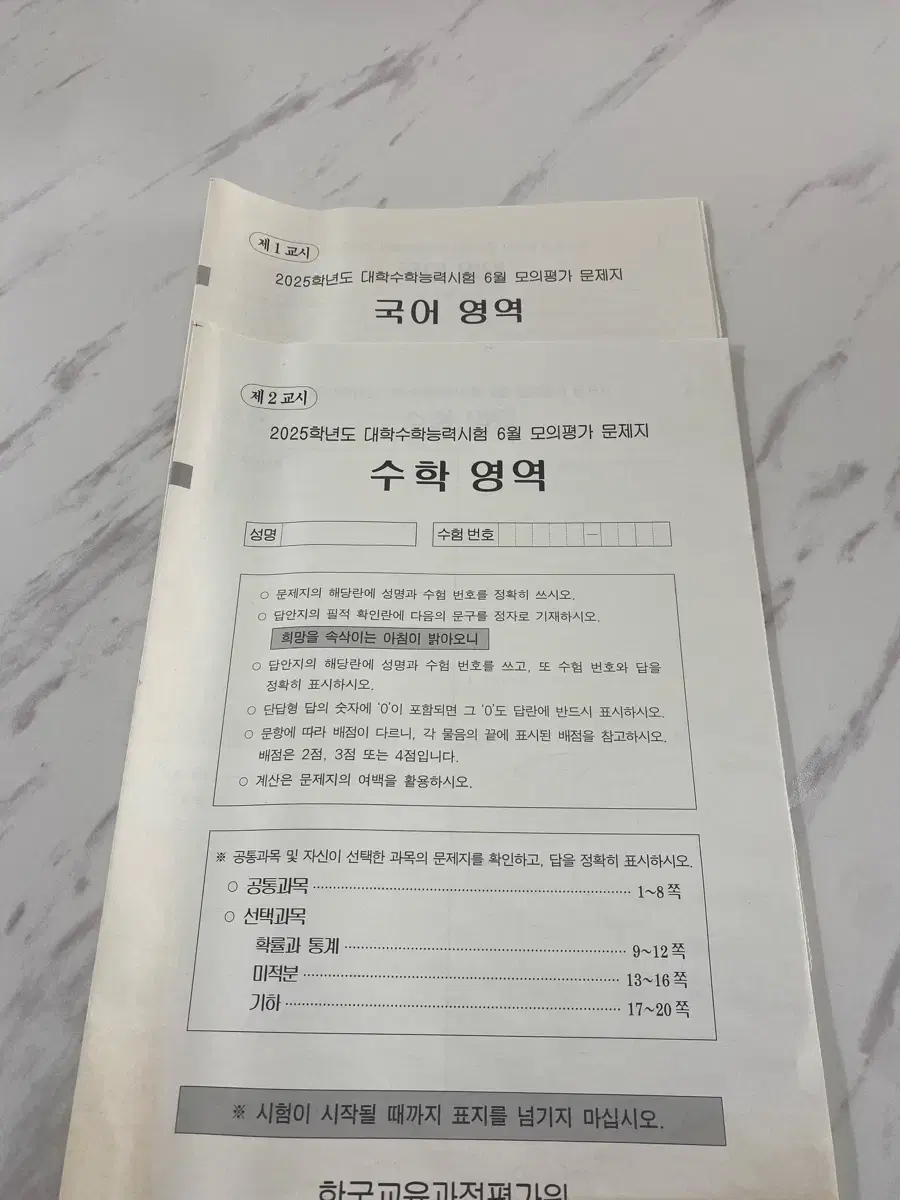 제 1 교시
2025학년도 대학수학능력시험 6월 모의평가 문제지
국어 영역
제 2 교시
2025학년도 대학수학능력시험 6월 모의평가 문제지
수학 영역
성명 수험 번호 –
○ 문제지의 해당란에 성명과 수험 번호를 정확히 쓰시오.
○ 답안지의 필적 확인란에 다음의 문구를 정자로 기재하시오.
희망을 속삭이는 아침이 밝아오니
○ 답안지의 해당란에 성명과 수험 번호를 쓰고, 또 수험 번호와 답을
정확히 표시하시오.
○ 단답형 답의 숫자에 '0'이 포함되면 그 '0'도 답란에 반드시 표시하시오.
○ 문항에 따라 배점이 다르니, 각 물음의 끝에 표시된 배점을 참고하시오.
배점은 2점, 3점 또는 4점입니다.
○ 계산은 문제지의 여백을 활용하시오.
※ 공통과목 및 자신이 선택한 과목의 문제지를 확인하고, 답을 정확히 표시하시오.
○ 공통과목 1~8 쪽
○ 선택과목
확률과 통계 9~12 쪽
미적분 13~16 쪽
기하 17~20 쪽
※ 시험이 시작될 때까지 표지를 넘기지 마십시오.
한국교육과정평가원